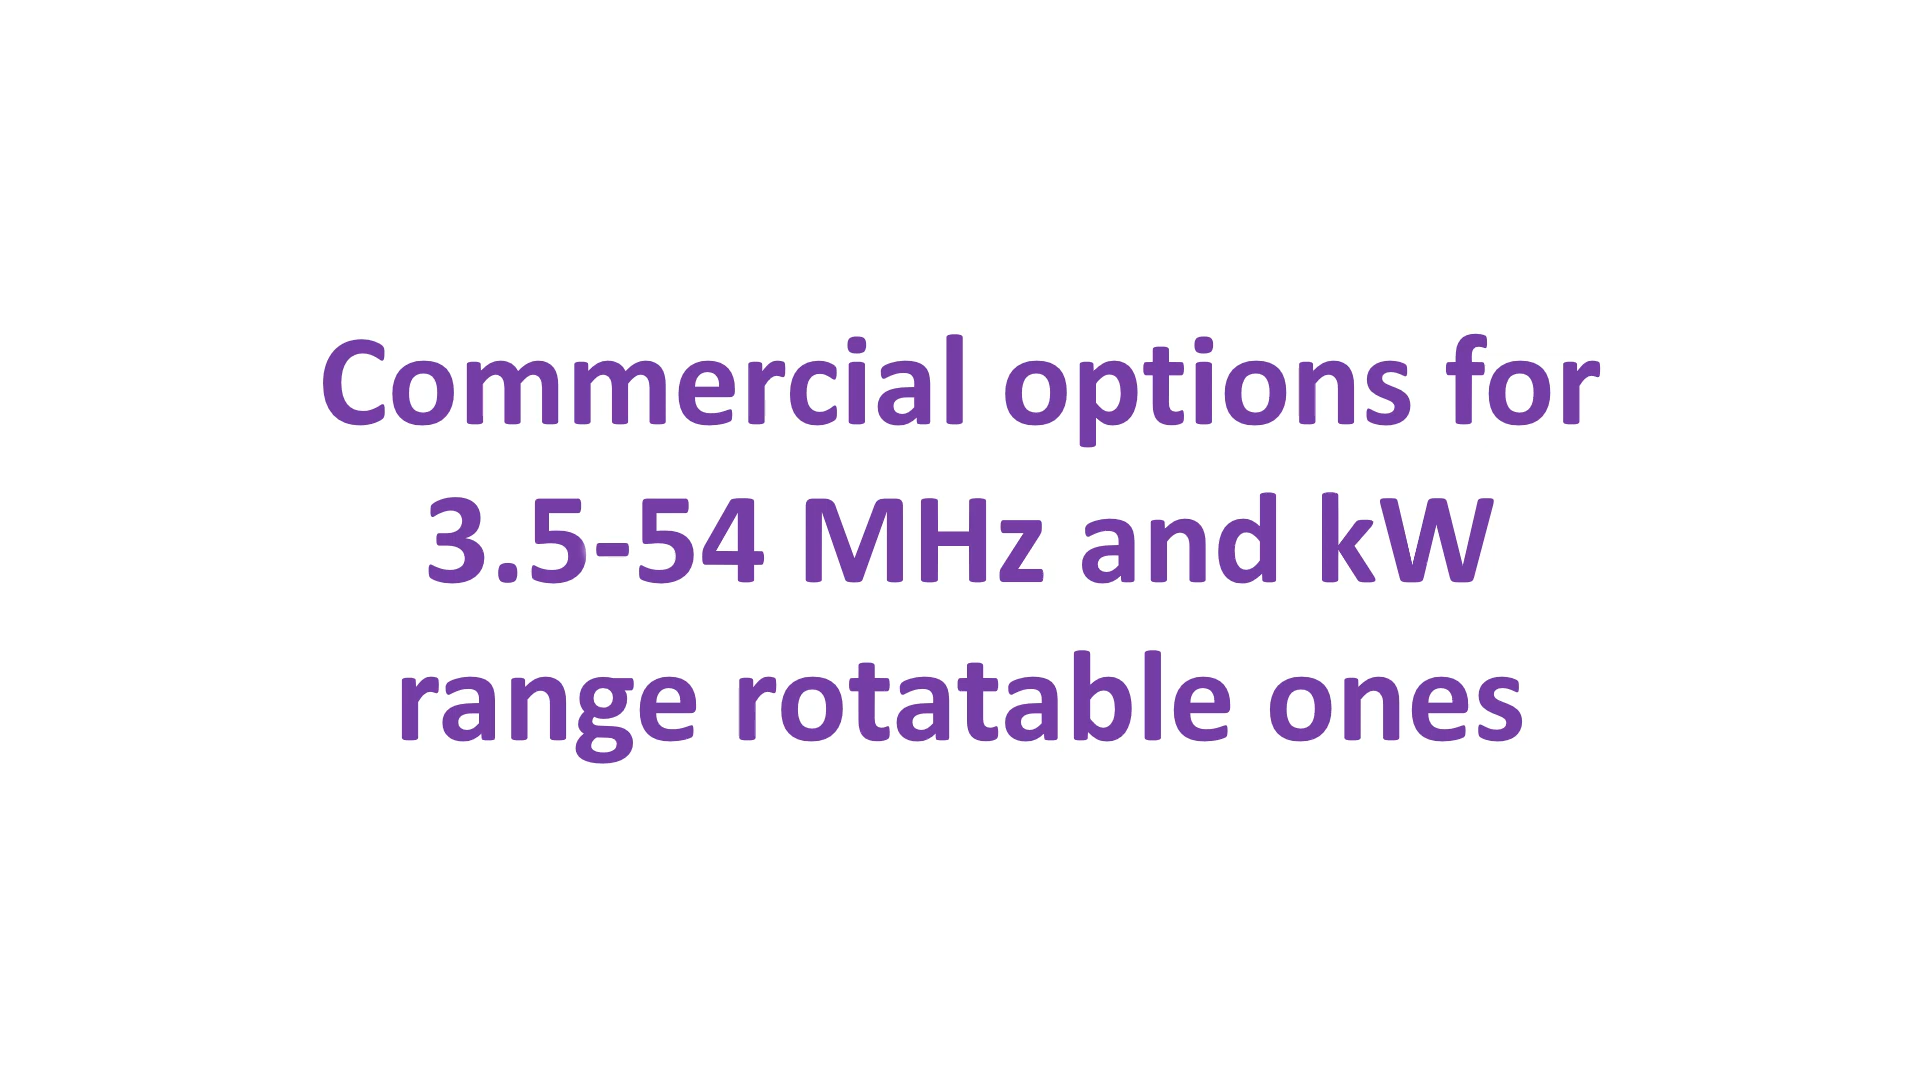 Commercial options for
3.5-54 MHz and kW
range rotatable ones